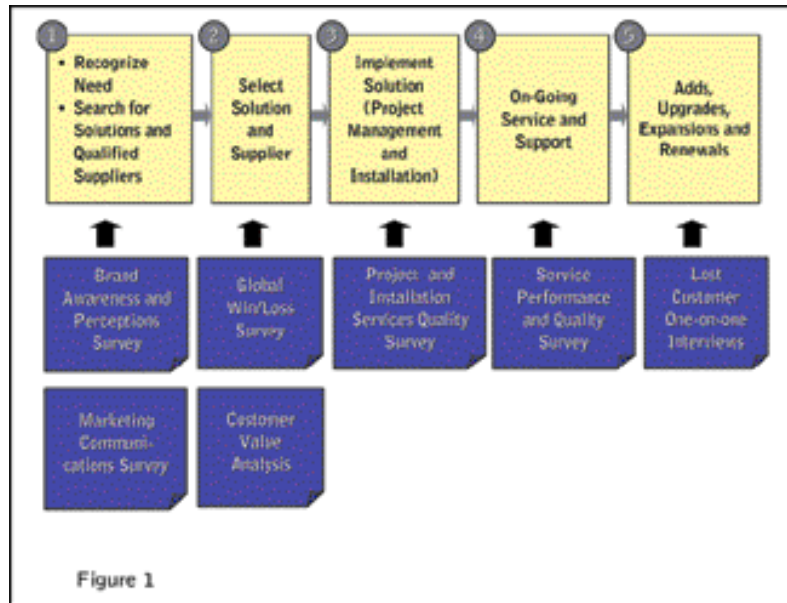 1
• Recognize
Need
• Search for
Solutions and
Qualified
Suppliers
2
Select
Solution
and
Supplier
3
Implement
Solution
(Project
Management
and
Installation)
4
On-Going
Service and
Support
5
Adds,
Upgrades,
Expansions and
Renewals
Brand
Awareness and
Perceptions
Survey
Global
Win/Loss
Survey
Project and
Installation
Services Quality
Survey
Service
Performance
and Quality
Survey
Lost
Customer
One-on-one
Interviews
Marketing
Communi-
cations Survey
Customer
Value
Analysis
Figure 1